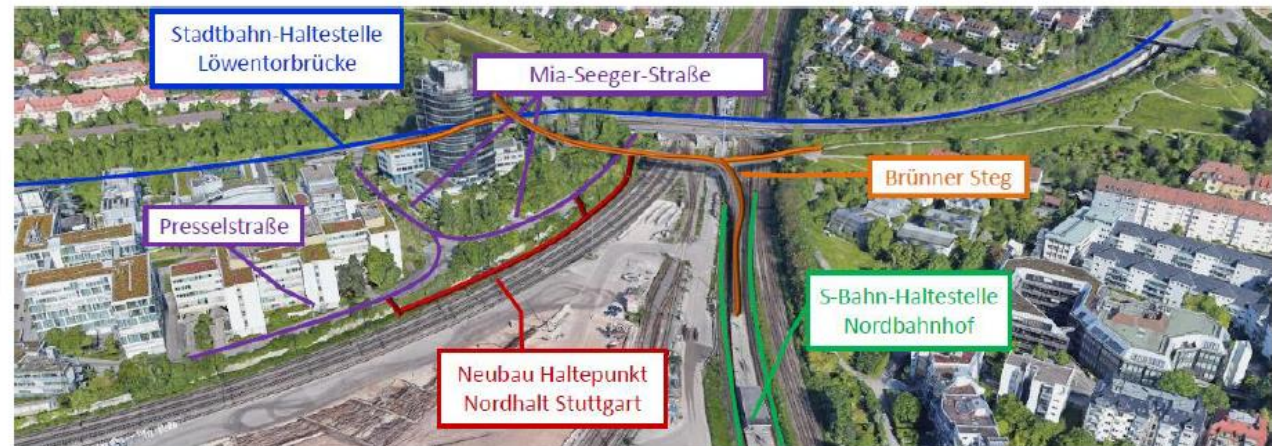 Stadtbahn-Haltestelle
Löwentorbrücke
Mia-Seeger-Straße
Brünner Steg
Presselstraße
S-Bahn-Haltestelle
Nordbahnhof
Neubau Haltepunkt
Nordhalt Stuttgart